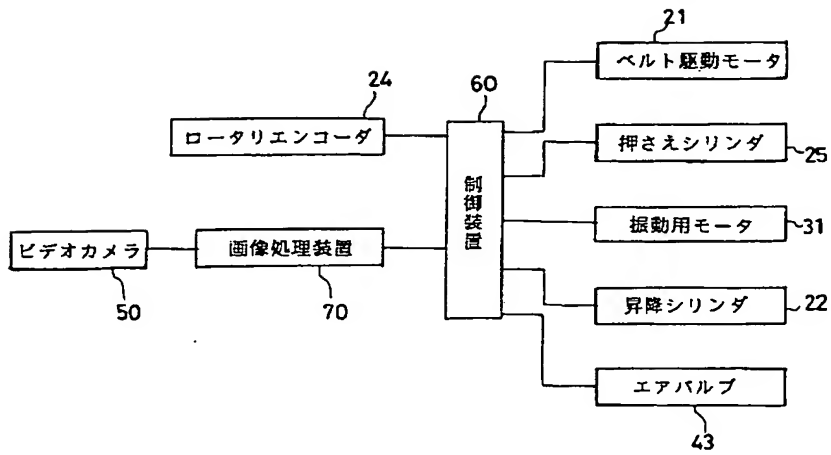 21
ベルト駆動モータ
24
ロータリエンコーダ
60
制御装置
押さえシリンダ
25
振動用モータ
31
ビデオカメラ
50
画像処理装置
70
昇降シリンダ
22
エアバルブ
43